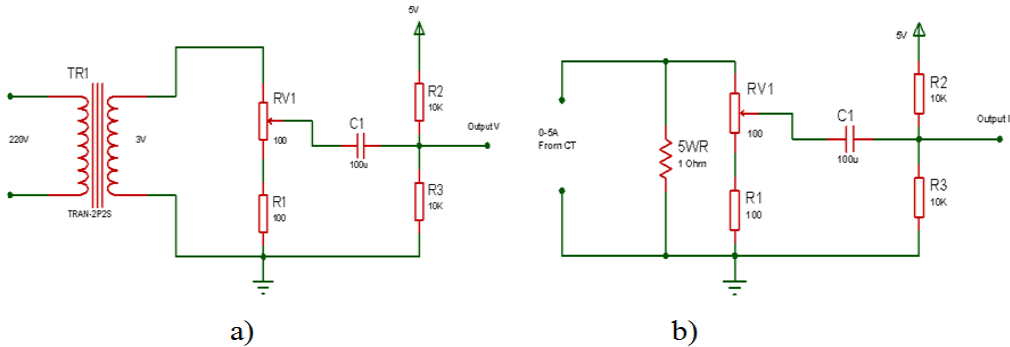 5V
TR1
220V
3V
TRAN-2P2S
RV1
100
R1
100
C1
100u
R2
10K
Output V
R3
10K
a)
5V
0-5A
From CT
5WR
1 Ohm
RV1
100
R1
100
C1
100u
R2
10K
Output I
R3
10K
b)